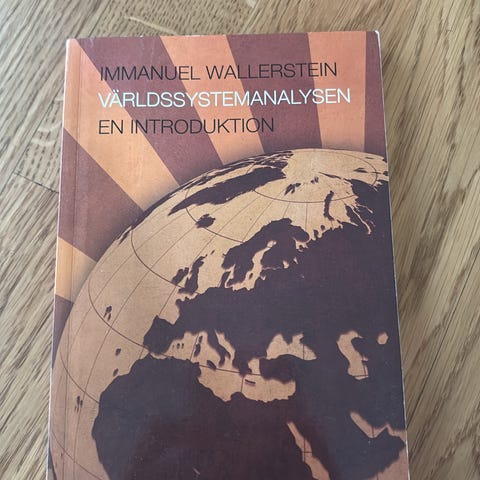 IMMANUEL WALLERSTEIN
VÄRLDSSYSTEMANALYSEN
EN INTRODUKTION